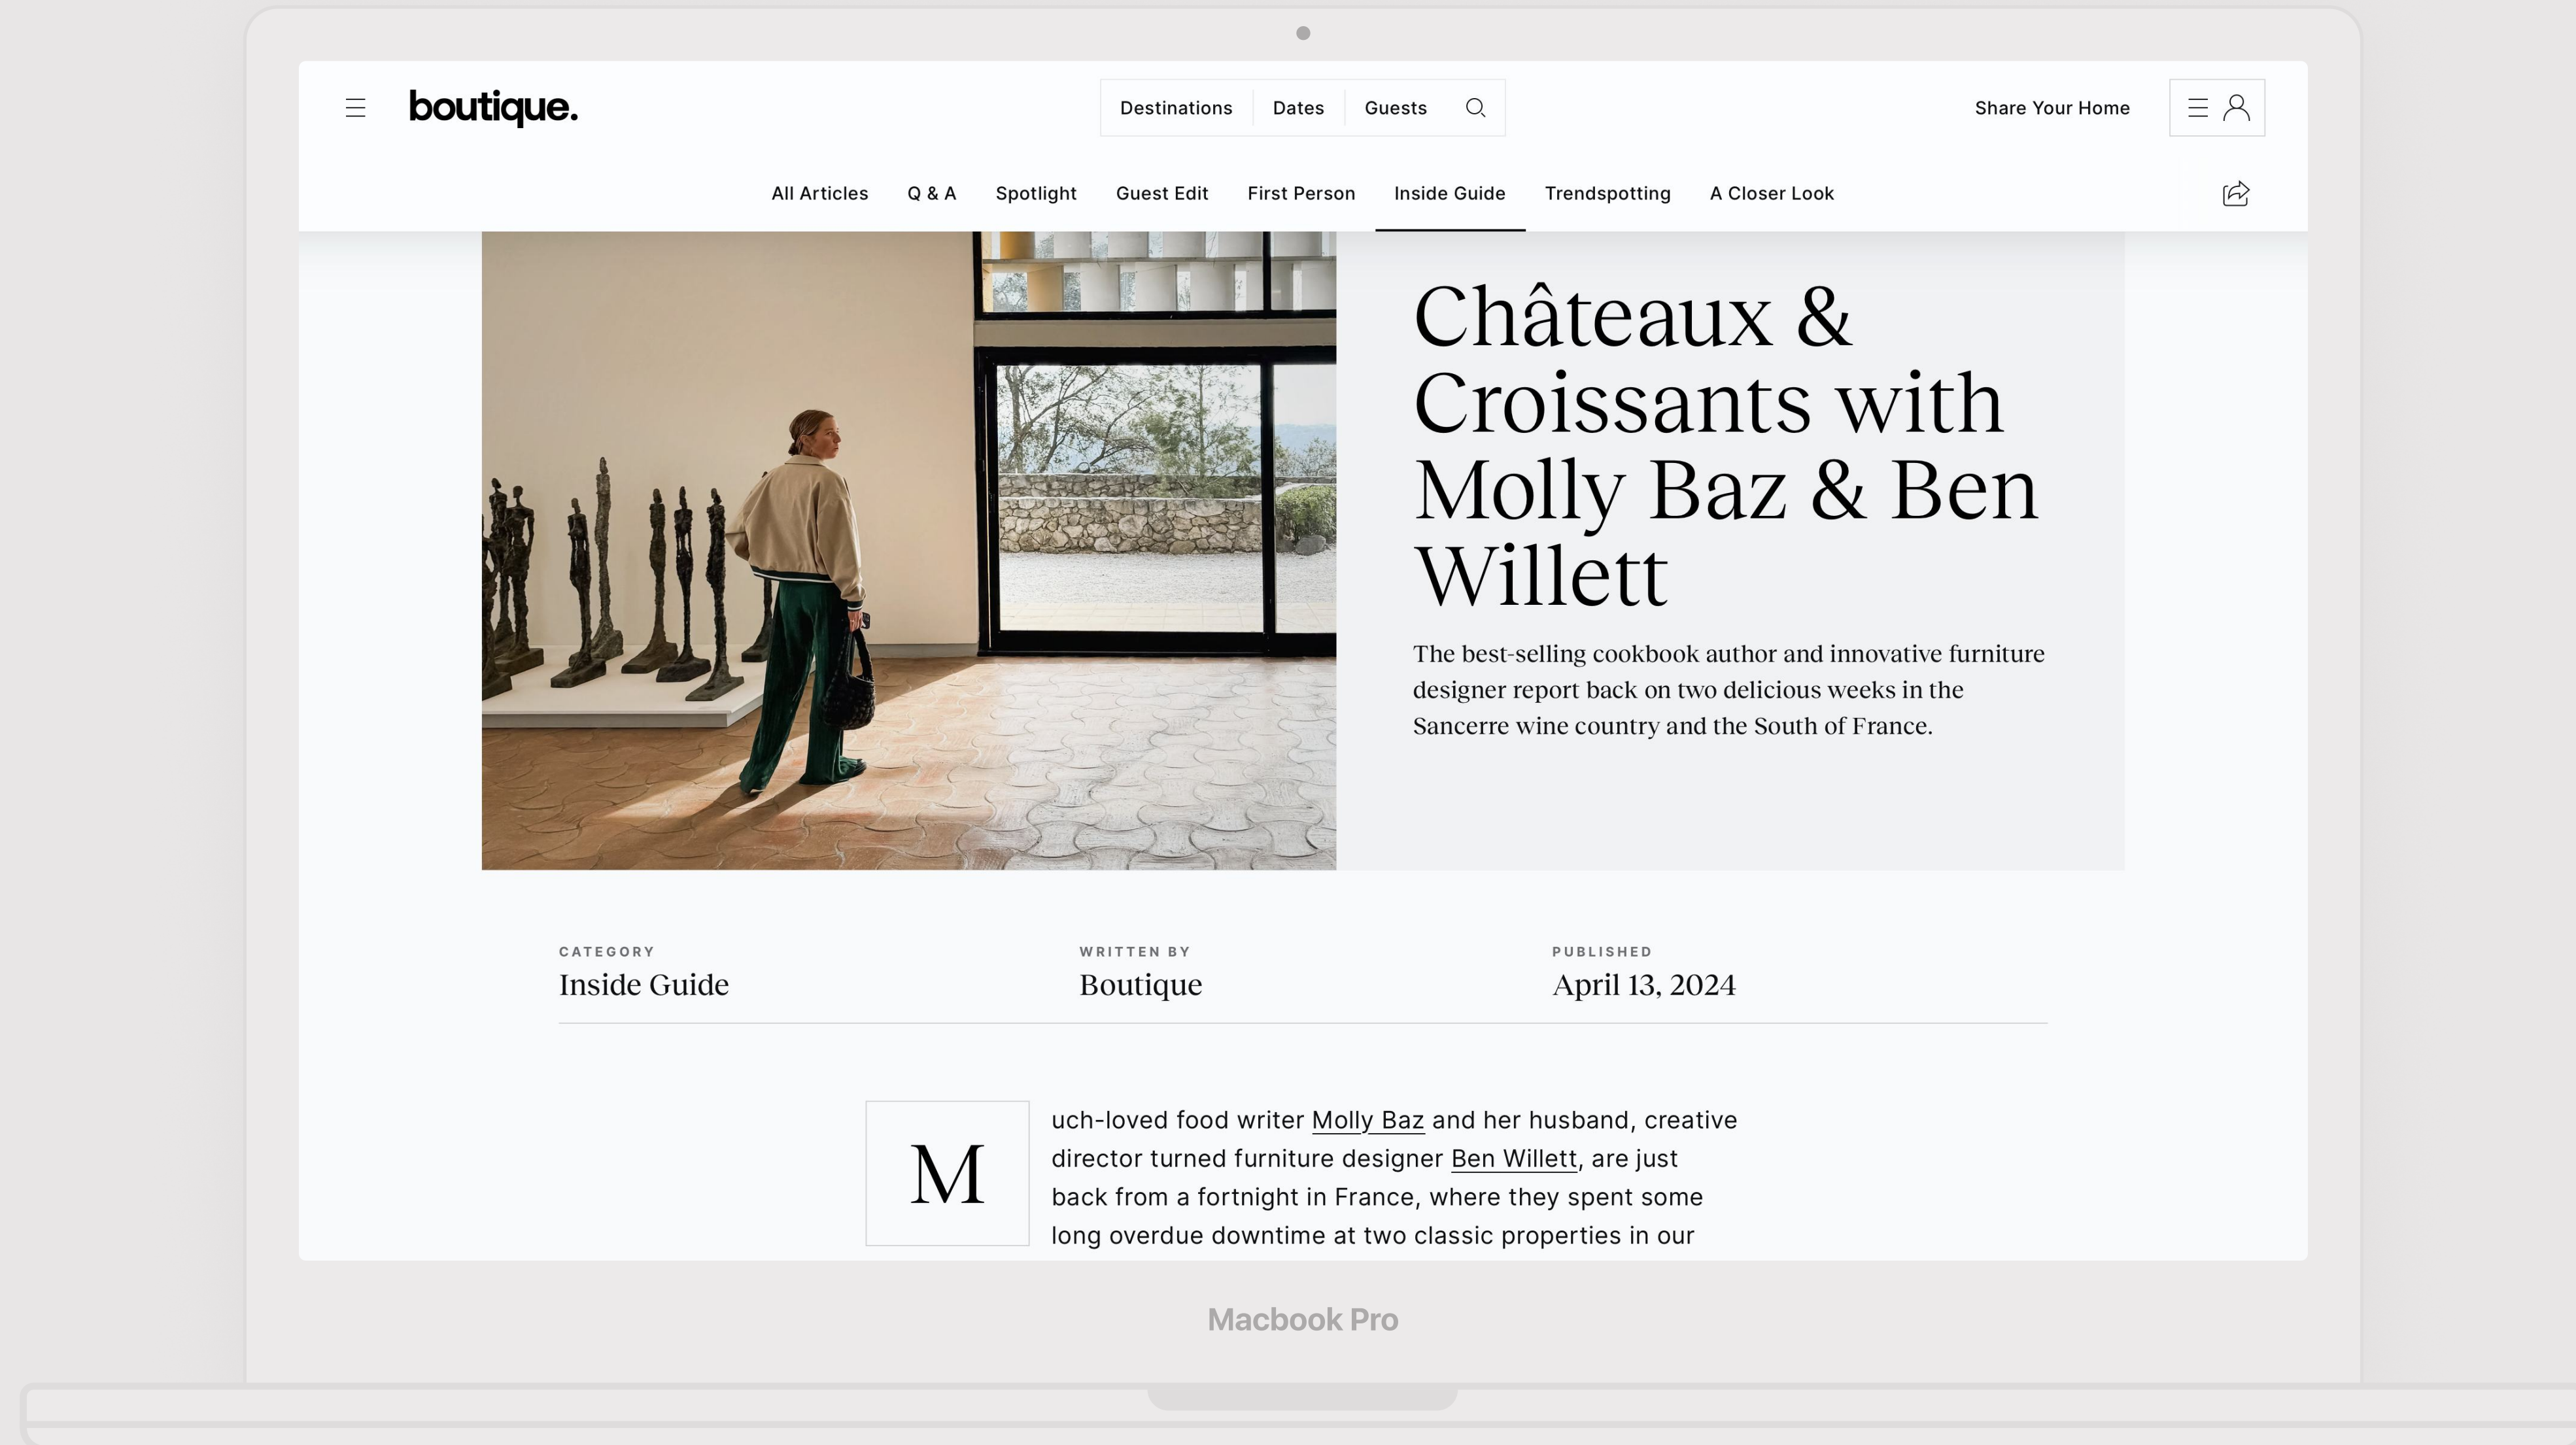 boutique.
Destinations
Dates
Guests
Share Your Home
All Articles
Q & A
Spotlight
Guest Edit
First Person
Inside Guide
Trendspotting
A Closer Look
Châteaux &
Croissants with
Molly Baz & Ben
Willett
The best-selling cookbook author and innovative furniture
designer report back on two delicious weeks in the
Sancerre wine country and the South of France.
CATEGORY
Inside Guide
WRITTEN BY
Boutique
PUBLISHED
April 13, 2024
M
uch-loved food writer Molly Baz and her husband, creative
director turned furniture designer Ben Willett, are just
back from a fortnight in France, where they spent some
long overdue downtime at two classic properties in our
Macbook Pro